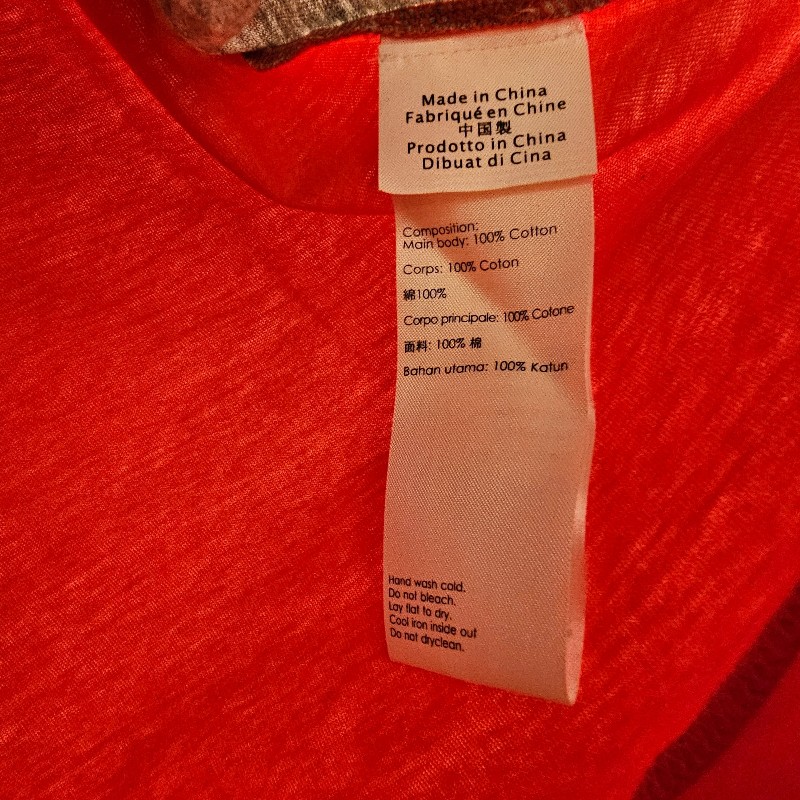 Made in China
Fabriqué en Chine
中国製
Prodotto in China
Dibuat di Cina
Composition:
Main body: 100% Cotton
Corps: 100% Coton
綿100%
Corpo principale: 100% Cotone
面料: 100% 棉
Bahan utama: 100% Katun
Hand wash cold.
Do not bleach.
Lay flat to dry.
Cool iron inside out
Do not dryclean.